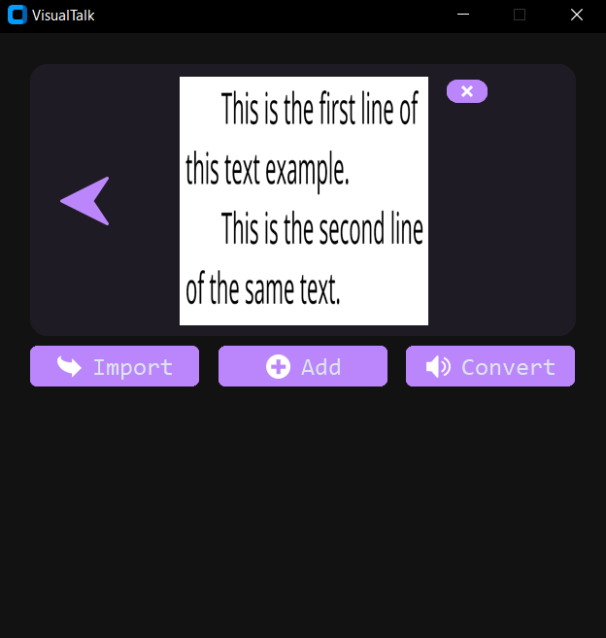 VisualTalk
This is the first line of
this text example.
This is the second line
of the same text.
Import
Add
Convert